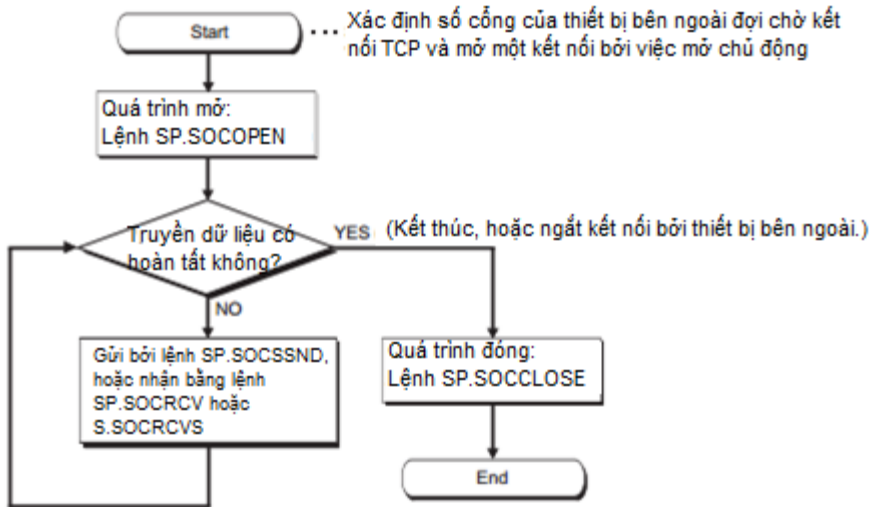 Start
... Xác định số cổng của thiết bị bên ngoài đợi chờ kết
nối TCP và mở một kết nối bởi việc mở chủ động
Quá trình mở:
Lệnh SP.SOCOPEN
Truyền dữ liệu có
hoàn tất không?
YES (Kết thúc, hoặc ngắt kết nối bởi thiết bị bên ngoài.)
NO
Gửi bởi lệnh SP.SOCSSND,
hoặc nhận bằng lệnh
SP.SOCRCV hoặc
S.SOCRCVS
Quá trình đóng:
Lệnh SP.SOCCLOSE
End